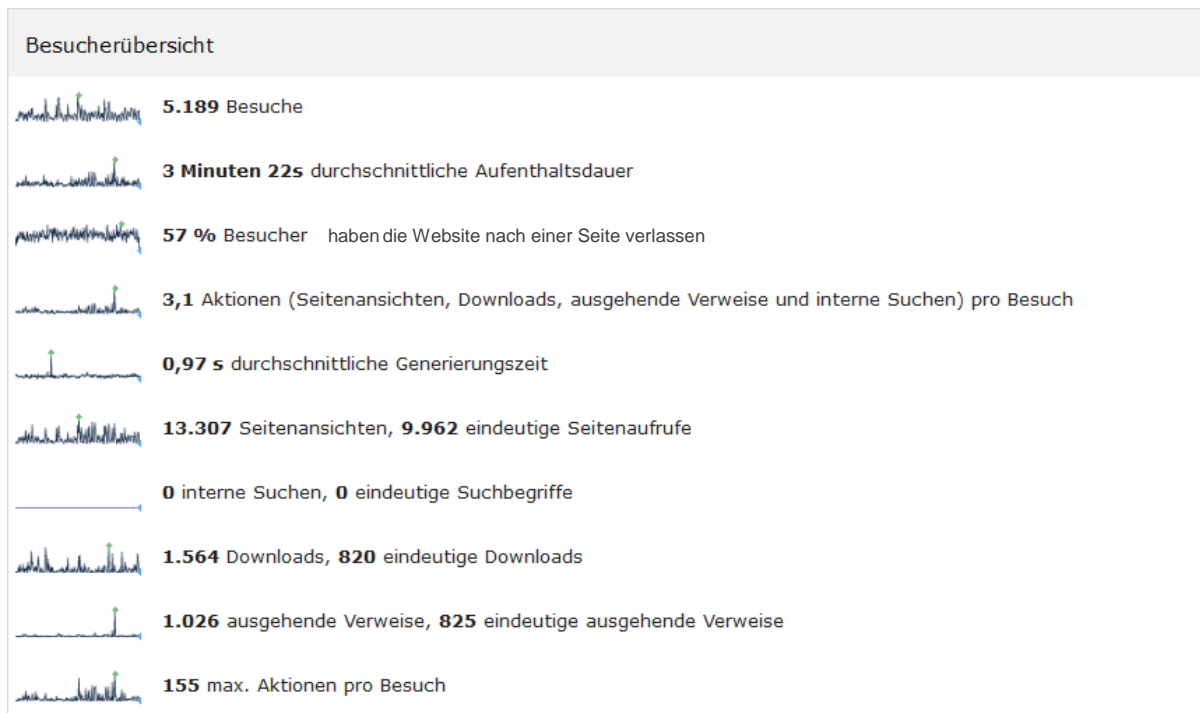 Besucherübersicht
5.189 Besuche
3 Minuten 22s durchschnittliche Aufenthaltsdauer
57 % Besucher haben die Website nach einer Seite verlassen
3,1 Aktionen (Seitenansichten, Downloads, ausgehende Verweise und interne Suchen) pro Besuch
0,97 s durchschnittliche Generierungszeit
13.307 Seitenansichten, 9.962 eindeutige Seitenaufrufe
0 interne Suchen, 0 eindeutige Suchbegriffe
1.564 Downloads, 820 eindeutige Downloads
1.026 ausgehende Verweise, 825 eindeutige ausgehende Verweise
155 max. Aktionen pro Besuch